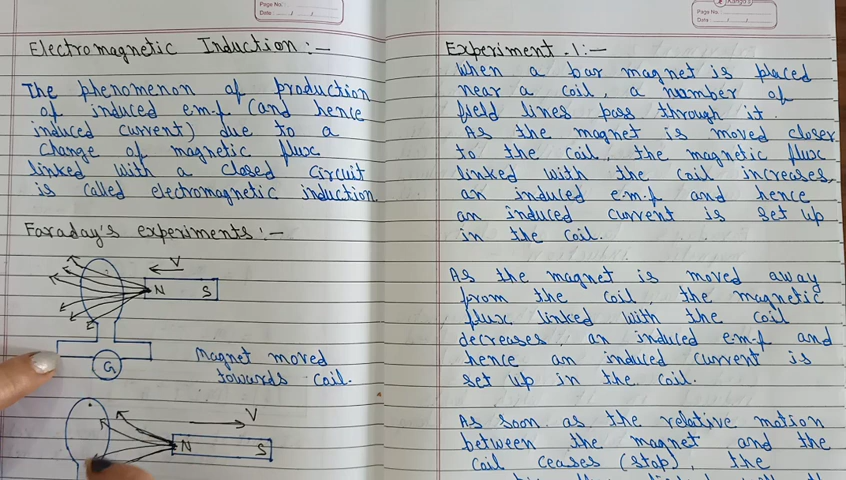 Page No.
Date
Electromagnetic Induction :-
The phenomenon of production
of induced e.m.f (and hence
induced current) due to a
change of magnetic flux
linked with a closed circuit
is called electromagnetic induction.
Faraday's experiments :-
V
N S
G
Magnet moved
towards coil.
V
N S
Page No.
Date
Experiment .1:-
When a bar magnet is placed
near a coil, a number of
field lines pass through it.
As the magnet is moved closer
to the coil, the magnetic flux
linked with the coil increases,
an induced e.m.f and hence
an induced current is set up
in the coil.
As the magnet is moved away
from the coil, the magnetic
flux linked with the coil
decreases, an induced e.m.f and
hence an induced current is
set up in the coil.
As soon as the relative motion
between the magnet and the
coil ceases (stop), the